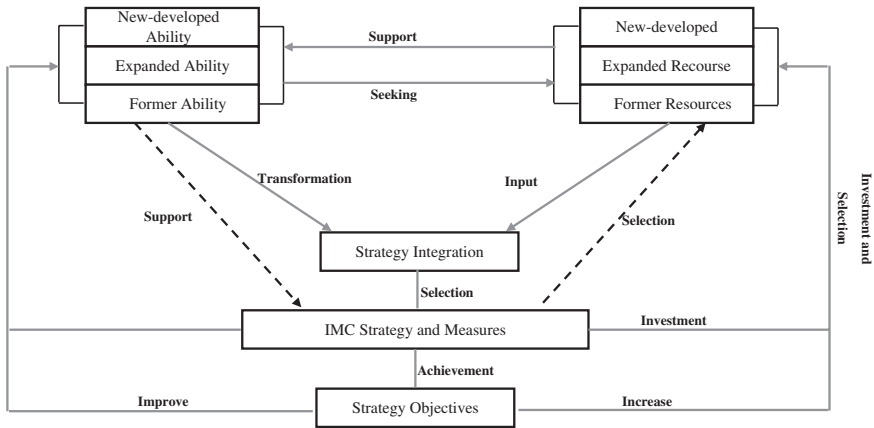 New-developed
Ability
Expanded Ability
Former Ability
Support
Seeking
New-developed
Expanded Recourse
Former Resources
Transformation
Input
Support
Selection
Investment and
Selection
Strategy Integration
Selection
IMC Strategy and Measures
Investment
Achievement
Improve
Strategy Objectives
Increase